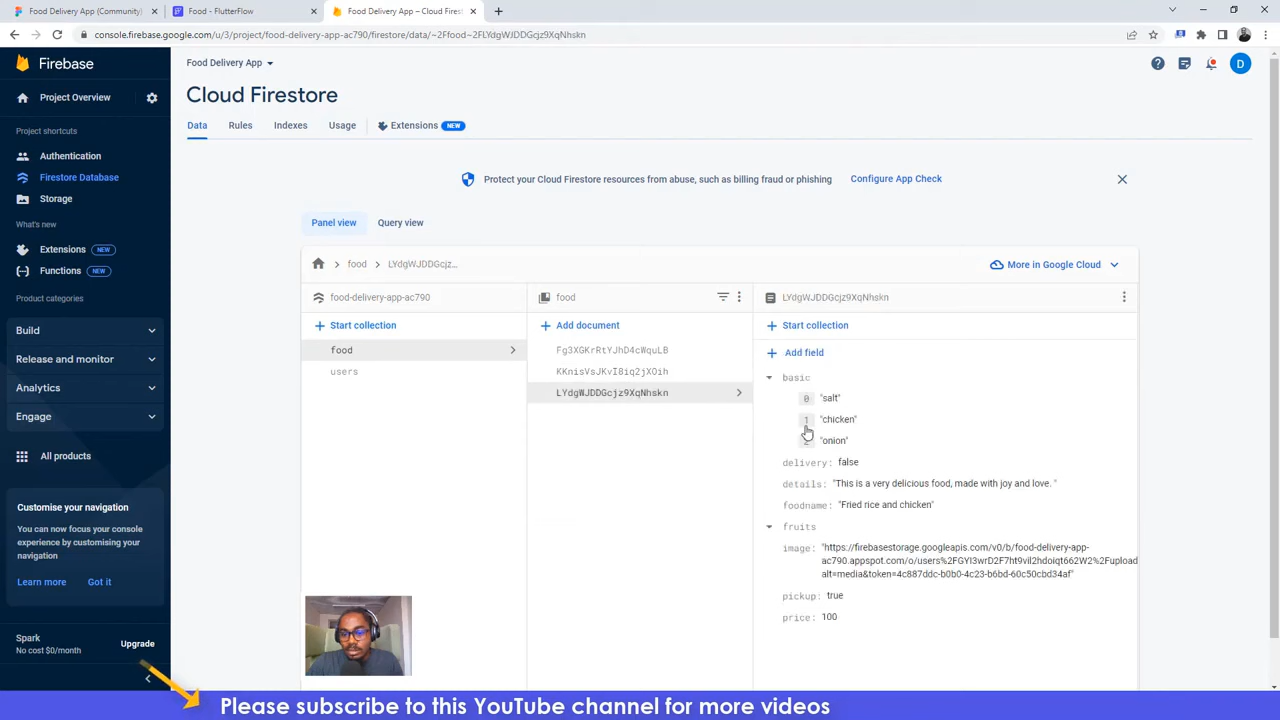 Food Delivery App (Community)
Food - FlutterFlow
Food Delivery App – Cloud Firest
console.firebase.google.com/u/3/project/food-delivery-app-ac790/firestore/data/~2Ffood~2FLYdgWJDDGcjz9XqNhskn
Firebase
Food Delivery App
D
Cloud Firestore
Project Overview
Data
Rules
Indexes
Usage
Extensions
NEW
Project shortcuts
Authentication
Firestore Database
Storage
Protect your Cloud Firestore resources from abuse, such as billing fraud or phishing
Configure App Check
What's new
Extensions
NEW
Functions
NEW
Product categories
Build
Release and monitor
Analytics
Engage
All products
Customise your navigation
You can now focus your console
experience by customising your
navigation
Learn more
Got it
Spark
No cost $0/month
Upgrade
Panel view
Query view
food
LYdgWJDDGcjz...
More in Google Cloud
food-delivery-app-ac790
Start collection
food
users
food
Add document
Fg3XGKrRtYJhD4cWquLB
KKnisVsJKvI8iq2jXOih
LYdgWJDDGcjz9XqNhskn
LYdgWJDDGcjz9XqNhskn
Start collection
Add field
basic
0 "salt"
1 "chicken"
"onion"
delivery: false
details: "This is a very delicious food, made with joy and love. "
foodname: "Fried rice and chicken"
fruits
image: "https://firebasestorage.googleapis.com/v0/b/food-delivery-app-
ac790.appspot.com/o/users%2FGYI3wrD2F7ht9vil2hdoiqt662W2%2Fupload
alt=media&token=4c887ddc-b0b0-4c23-b6bd-60c50cbd34af"
pickup: true
price: 100
Please subscribe to this YouTube channel for more videos